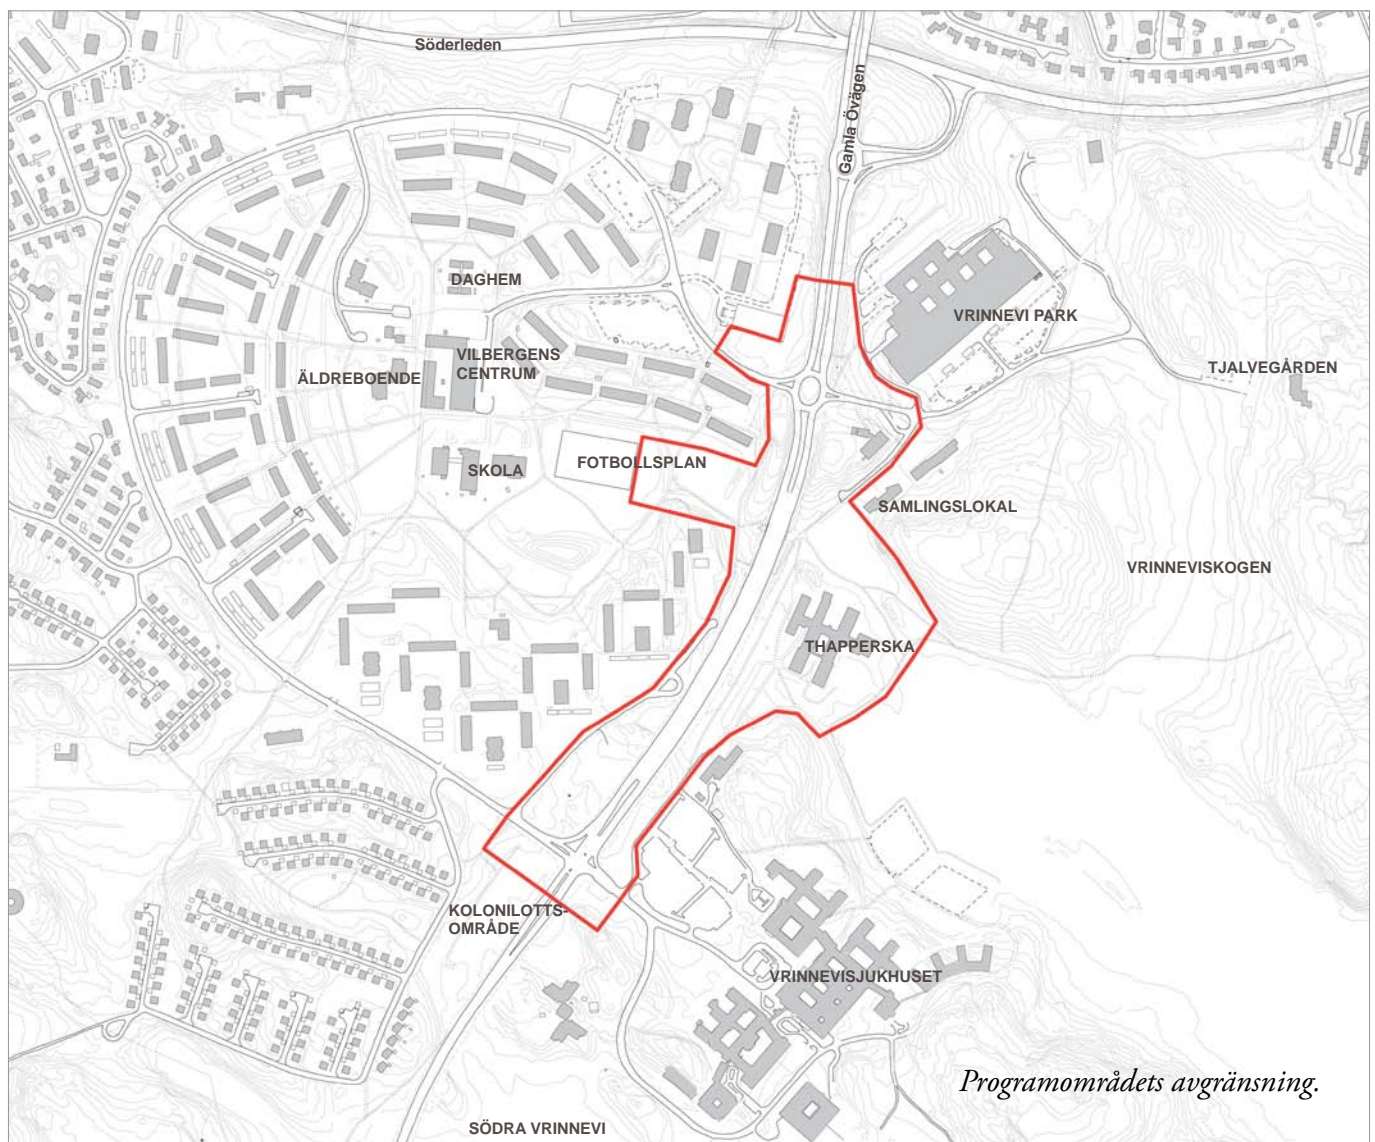 Söderleden
Gamla Övägen
DAGHEM
VRINNEVI PARK
VILBERGENS
CENTRUM
ÄLDREBOENDE
TJALVEGÅRDEN
FOTBOLLSPLAN
SKOLA
SAMLINGSLOKAL
VRINNEVISKOGEN
THAPPERSKA
KOLONILOTTS-
OMRÅDE
VRINNEVISJUKHUSET
Programområdets avgränsning.
SÖDRA VRINNEVI